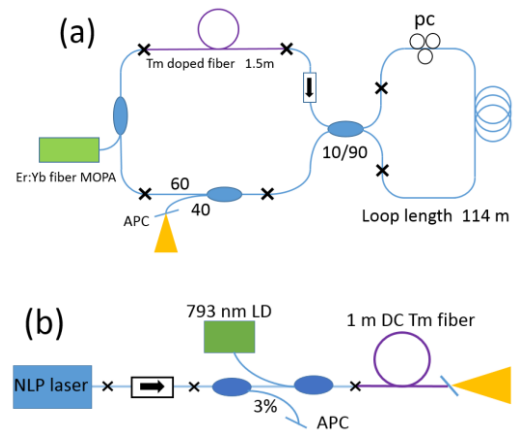 (a)
pc
Tm doped fiber 1.5m
10/90
Er:Yb fiber MOPA
60
40
APC
Loop length 114 m
(b)
793 nm LD
1 m DC Tm fiber
NLP laser
3%
APC